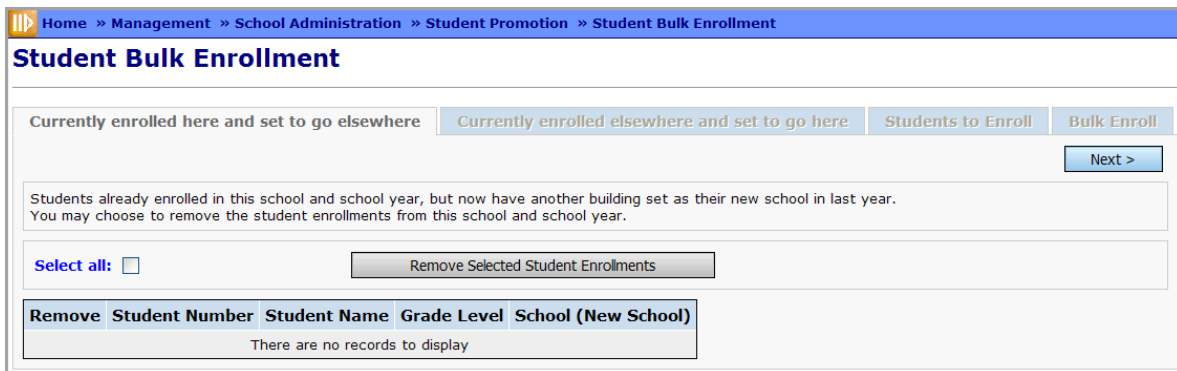 Home » Management » School Administration » Student Promotion » Student Bulk Enrollment
Student Bulk Enrollment
Currently enrolled here and set to go elsewhere Currently enrolled elsewhere and set to go here Students to Enroll Bulk Enroll
Next >
Students already enrolled in this school and school year, but now have another building set as their new school in last year.
You may choose to remove the student enrollments from this school and school year.
Select all: Remove Selected Student Enrollments
Remove Student Number Student Name Grade Level School (New School)
There are no records to display